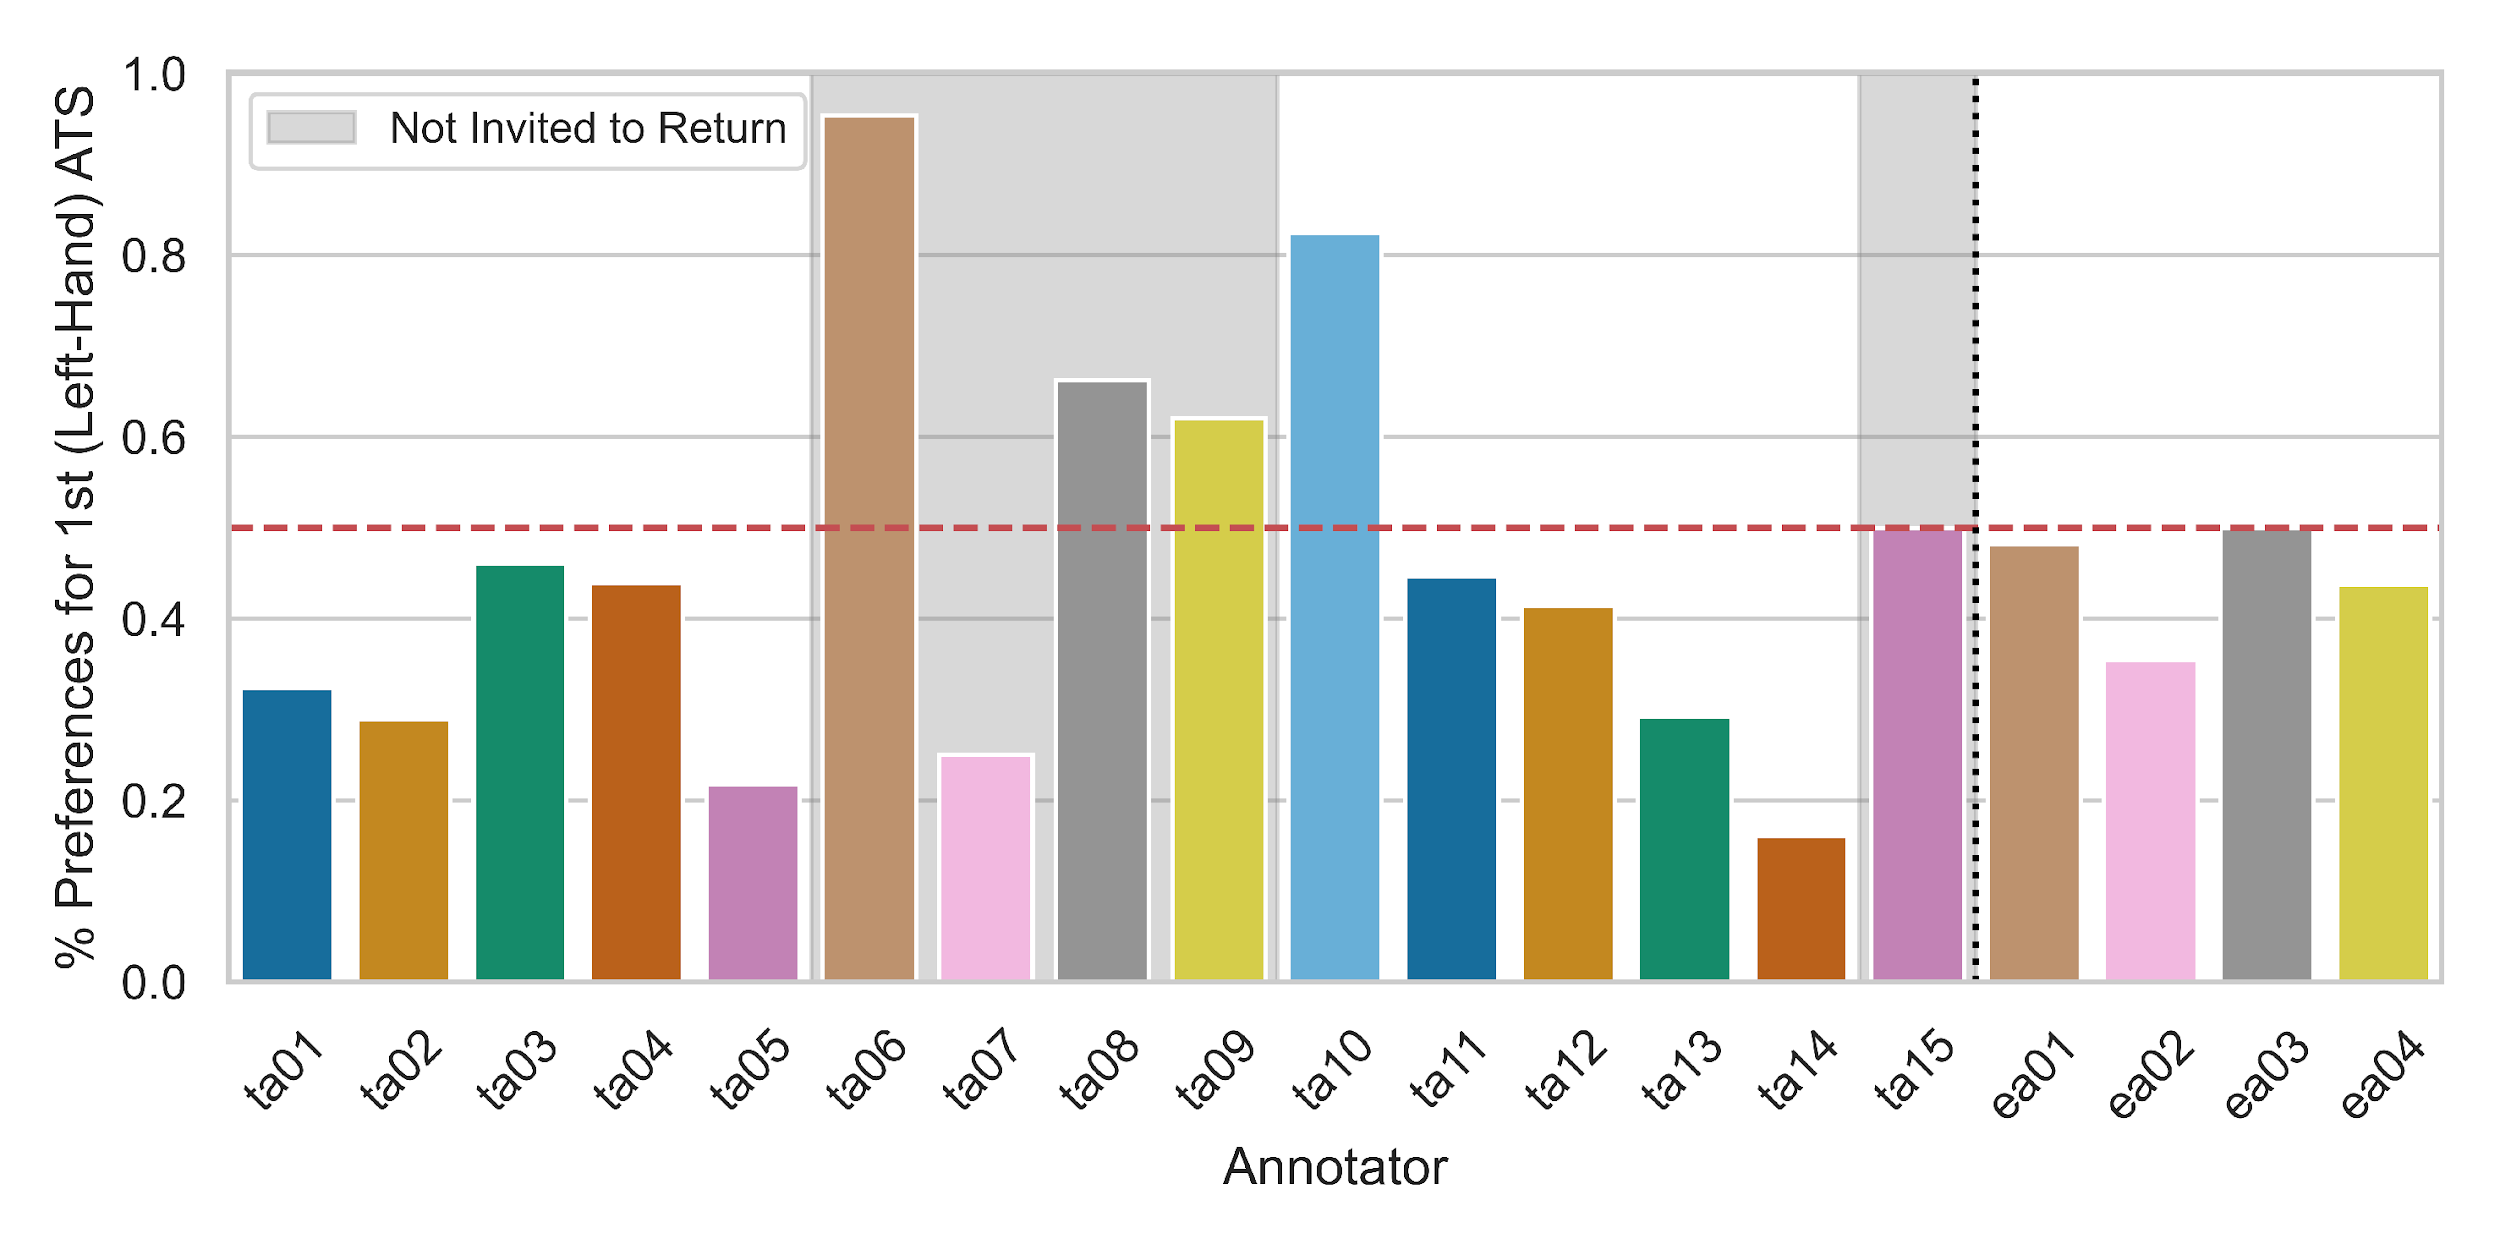 % Preferences for 1st (Left-Hand) ATS
1.0
0.8
0.6
0.4
0.2
0.0
Not Invited to Return
ta01
ta02
ta03
ta04
ta05
ta06
ta07
ta08
ta09
ta10
ta11
ta12
ta13
ta14
ta15
ea01
ea02
ea03
ea04
Annotator